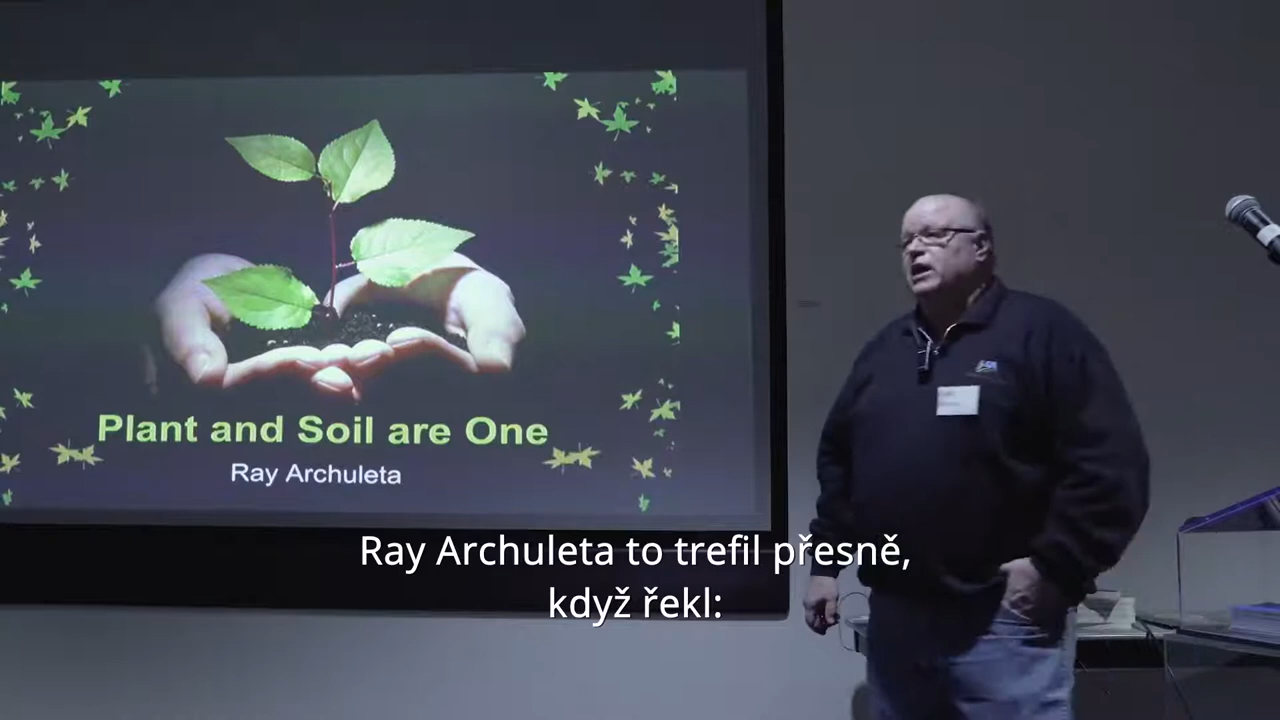 Plant and Soil are One
Ray Archuleta
Ray Archuleta to trefil přesně,
když řekl: